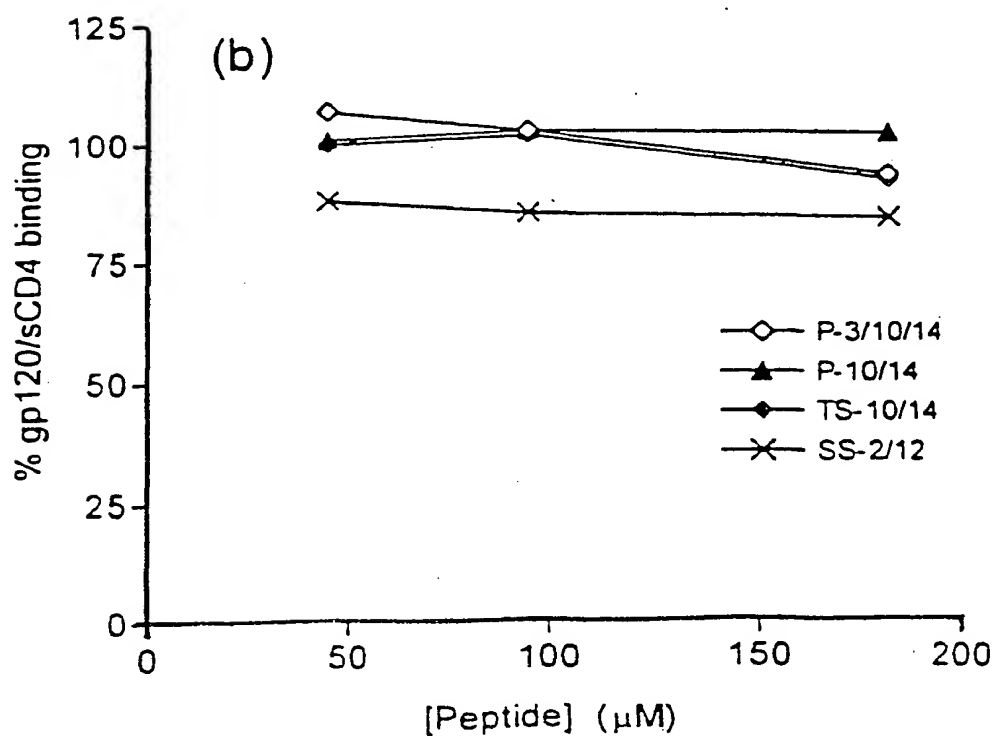 (b)
125
100
75
50
25
0
% gp120/sCD4 binding
P-3/10/14
P-10/14
TS-10/14
SS-2/12
0 50 100 150 200
[Peptide] (μM)